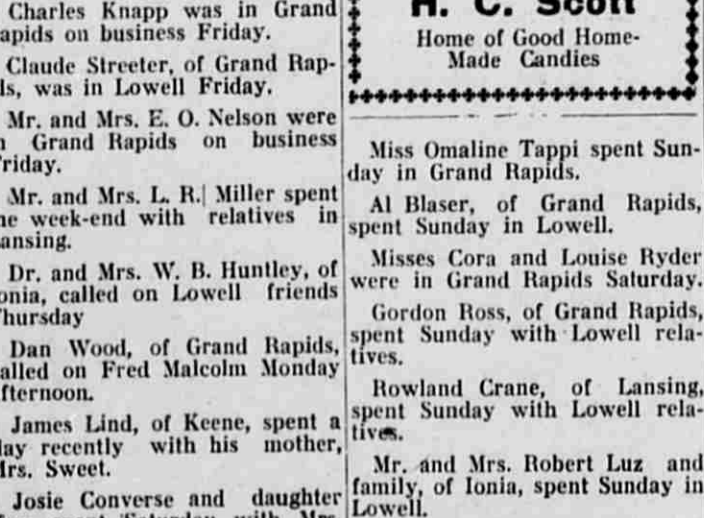 Charles Knapp was in Grand
apids on business Friday.
Claude Streeter, of Grand Rap-
ds, was in Lowell Friday.
Mr. and Mrs. E. O. Nelson were
n Grand Rapids on business
riday.
Mr. and Mrs. L. R.| Miller spent
he week-end with relatives in
ansing.
Dr. and Mrs. W. B. Huntley, of
onia, called on Lowell friends
hursday
Dan Wood, of Grand Rapids,
alled on Fred Malcolm Monday
fternoon.
James Lind, of Keene, spent a
day recently with his mother,
Mrs. Sweet.
Josie Converse and daughter
spent Saturday with Mrs.
H. C. Scott
Home of Good Home-
Made Candies
Miss Omaline Tappi spent Sun-
day in Grand Rapids.
Al Blaser, of Grand Rapids,
spent Sunday in Lowell.
Misses Cora and Louise Ryder
were in Grand Rapids Saturday.
Gordon Ross, of Grand Rapids,
spent Sunday with Lowell rela-
tives.
Rowland Crane, of Lansing,
spent Sunday with Lowell rela-
tives.
Mr. and Mrs. Robert Luz and
family, of Ionia, spent Sunday in
Lowell.